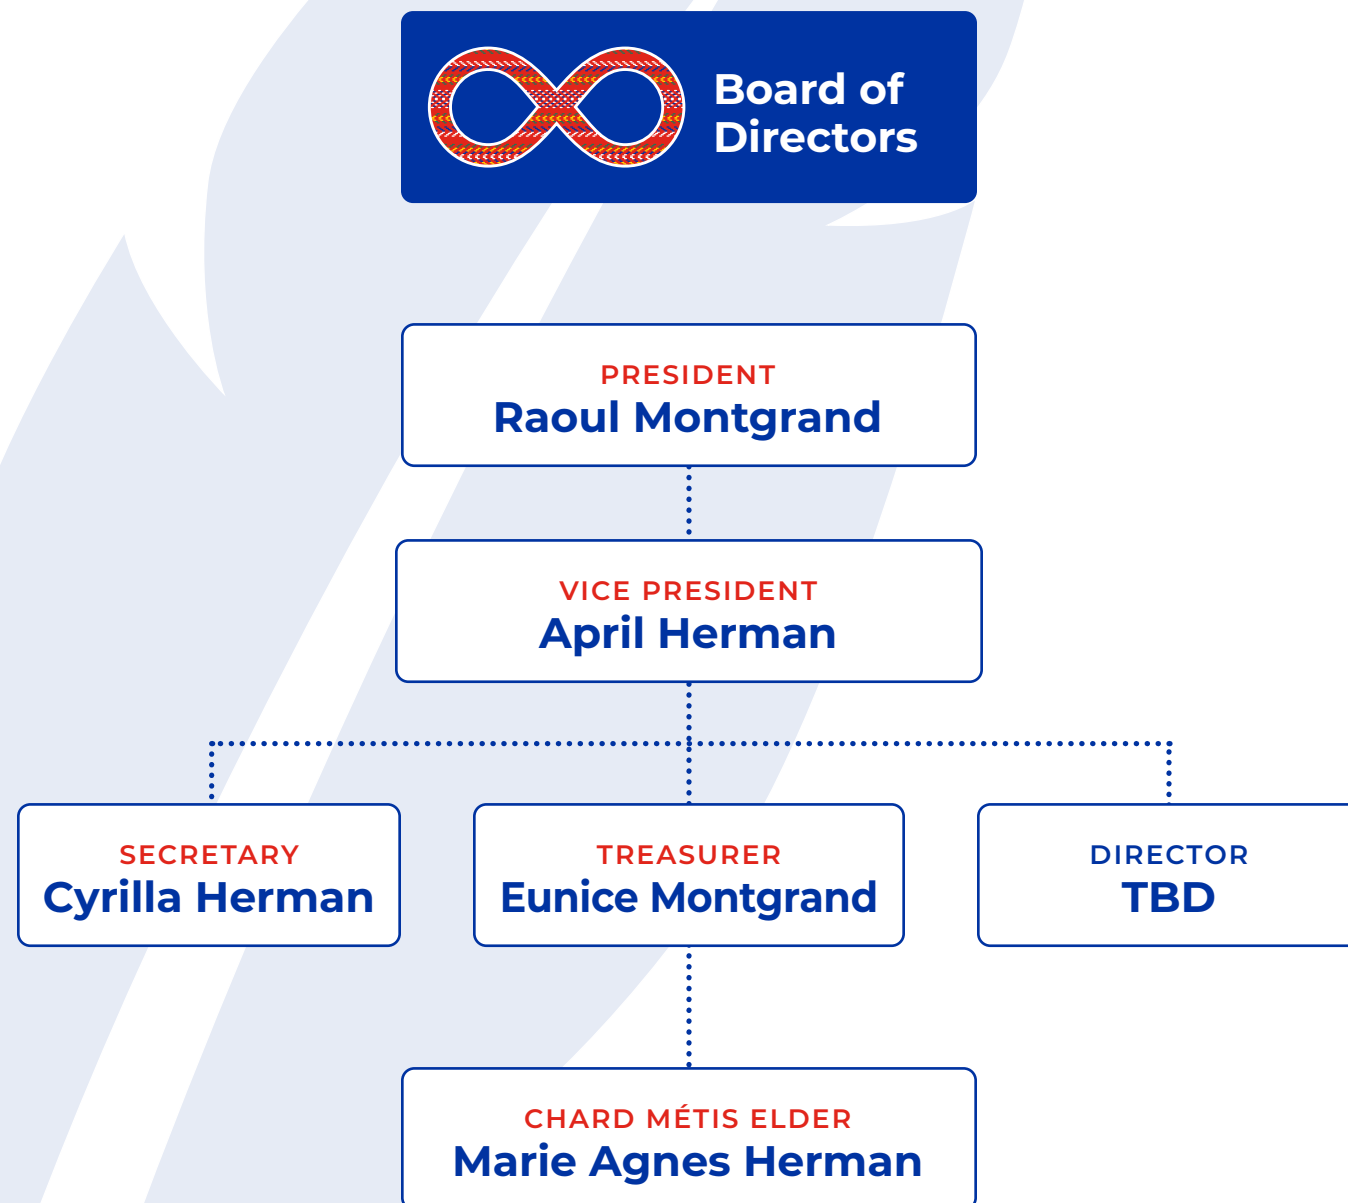 Board of
Directors
PRESIDENT
Raoul Montgrand
VICE PRESIDENT
April Herman
SECRETARY
Cyrilla Herman
TREASURER
Eunice Montgrand
DIRECTOR
TBD
CHARD MÉTIS ELDER
Marie Agnes Herman